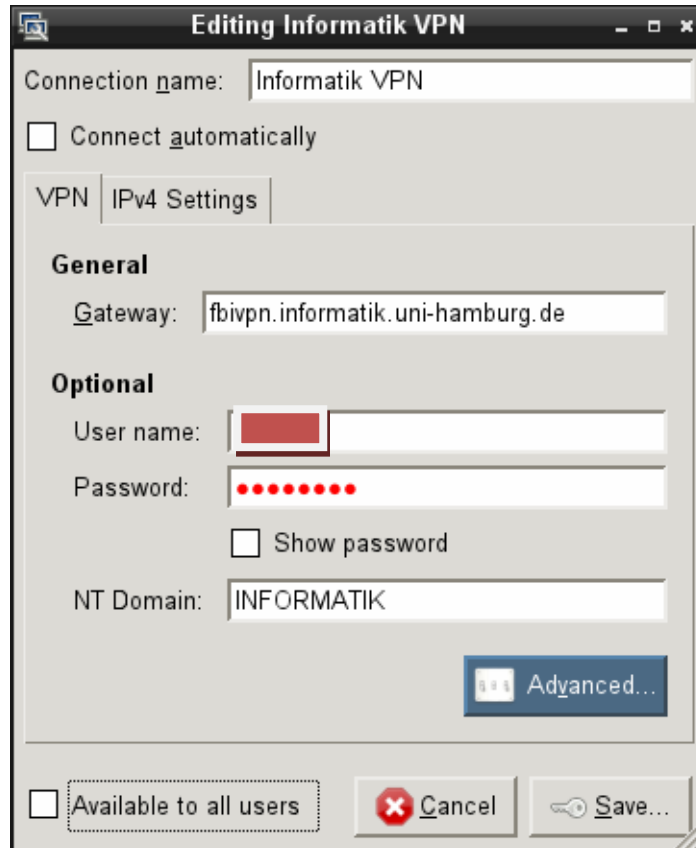 Editing Informatik VPN
Connection name: Informatik VPN
Connect automatically
VPN IPv4 Settings
General
Gateway: fbivpn.informatik.uni-hamburg.de
Optional
User name:
Password: ●●●●●●●●
Show password
NT Domain: INFORMATIK
Advanced...
Available to all users Cancel Save...